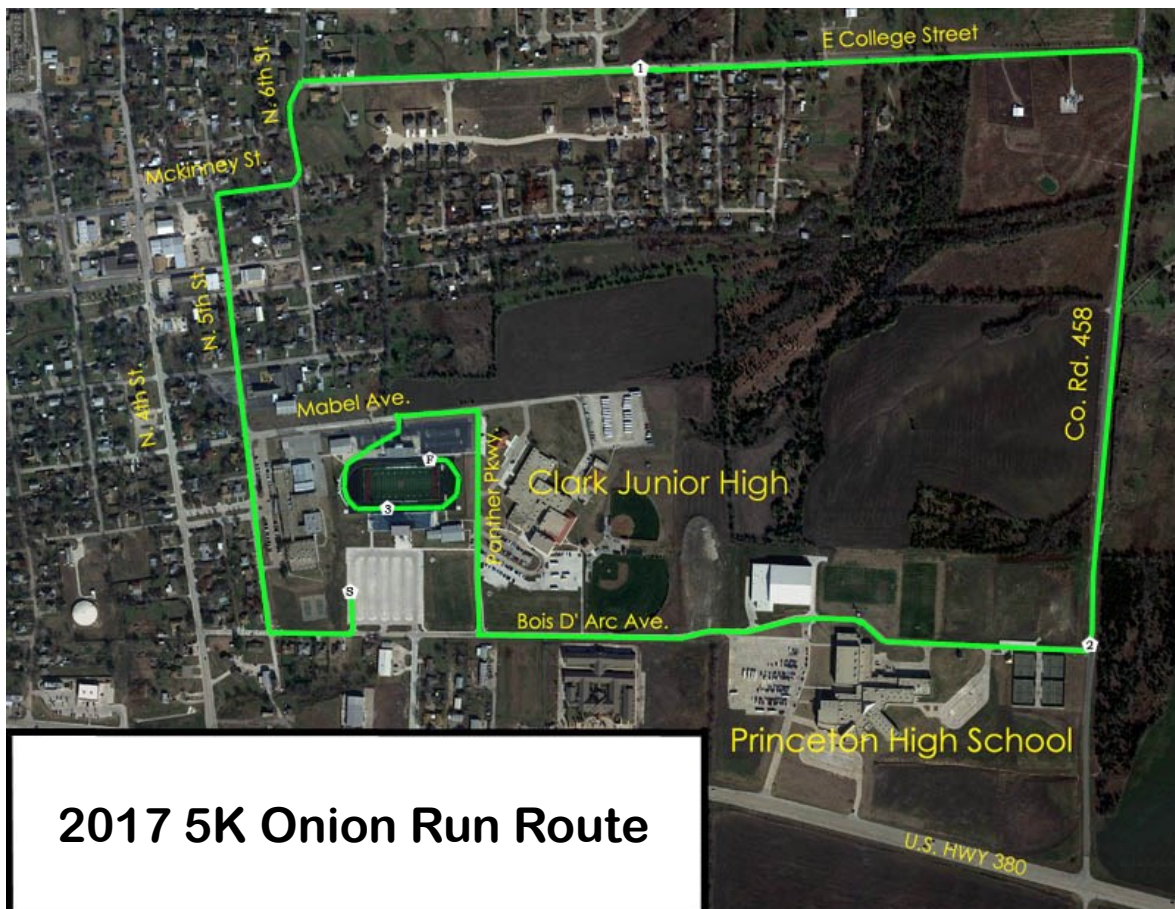 E College Street
1
N. 6th St.
Mckinney St.
N. 5th St.
Co. Rd. 458
N. 4th St.
Mabel Ave.
F
Clark Junior High
3
Panther Pkwy.
S
Bois D' Arc Ave.
2
Princeton High School
2017 5K Onion Run Route
U.S. HWY 380